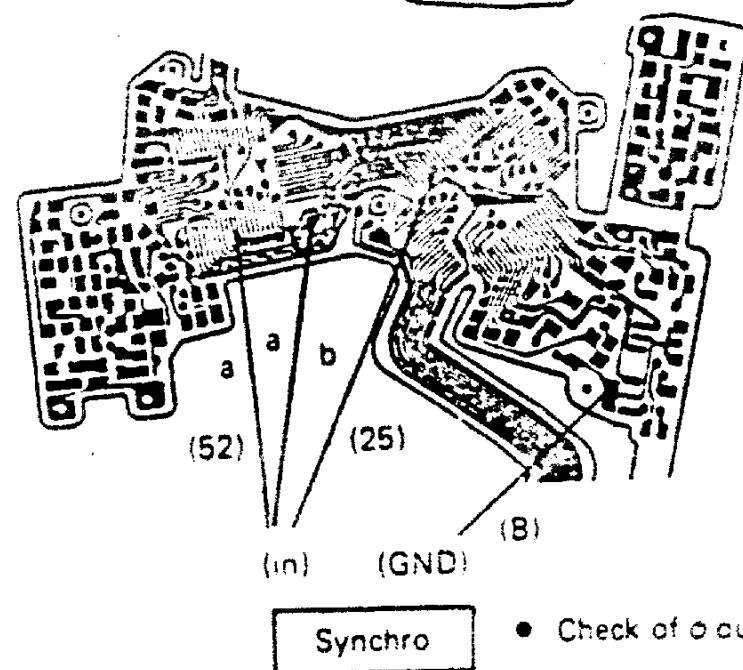 a a b
(52) (25)
(B)
(in) (GND)
Synchro
● Check of